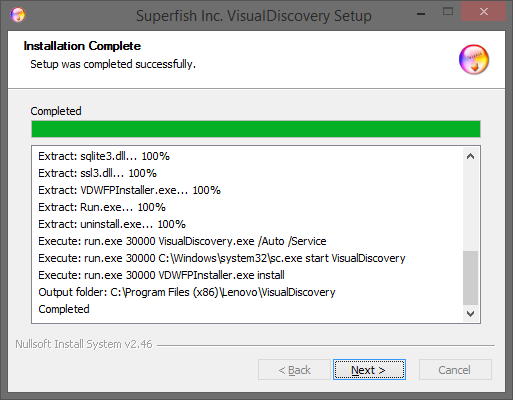 Superfish Inc. VisualDiscovery Setup
Installation Complete
Setup was completed successfully.
Completed
Extract: sqlite3.dll... 100%
Extract: ssl3.dll... 100%
Extract: VDWFPInstaller.exe... 100%
Extract: Run.exe... 100%
Extract: uninstall.exe... 100%
Execute: run.exe 30000 VisualDiscovery.exe /Auto /Service
Execute: run.exe 30000 C:\Windows\system32\sc.exe start VisualDiscovery
Execute: run.exe 30000 VDWFPInstaller.exe install
Output folder: C:\Program Files (x86)\Lenovo\VisualDiscovery
Completed
Nullsoft Install System v2.46
< Back Next > Cancel